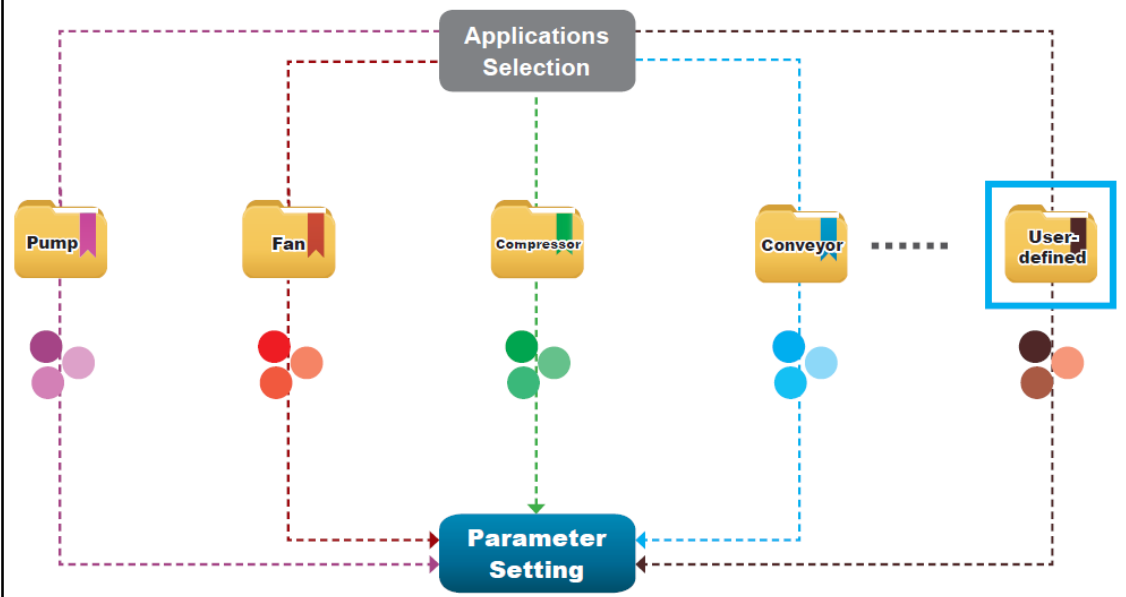 Applications
Selection
Pump
Fan
Compressor
Conveyor
User-
defined
Parameter
Setting